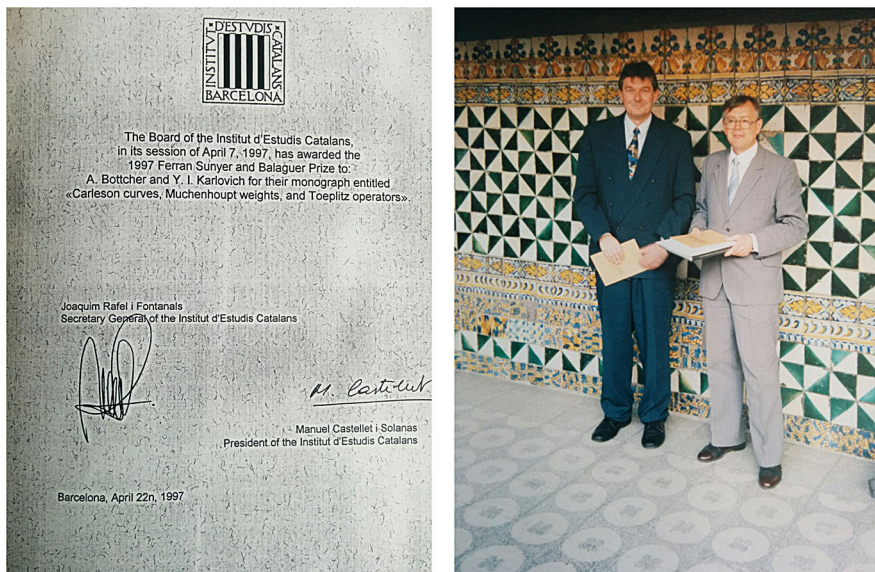 INSTITVT
D'ESTVDIS
CATALANS
BARCELONA
The Board of the Institut d'Estudis Catalans,
in its session of April 7, 1997, has awarded the
1997 Ferran Sunyer and Balaguer Prize to:
A. Bottcher and Y. I. Karlovich for their monograph entitled
«Carleson curves, Muchenhoupt weights, and Toeplitz operators».
Joaquim Rafel i Fontanals
Secretary General of the Institut d'Estudis Catalans
M. Castellet
Manuel Castellet i Solanas
President of the Institut d'Estudis Catalans
Barcelona, April 22n, 1997